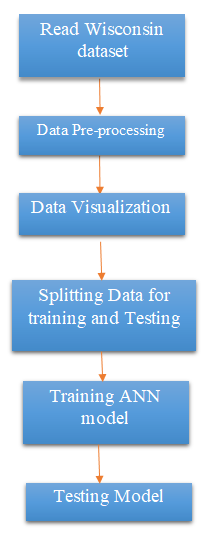 Read Wisconsin
dataset
Data Pre-processing
Data Visualization
Splitting Data for
training and Testing
Training ANN
model
Testing Model